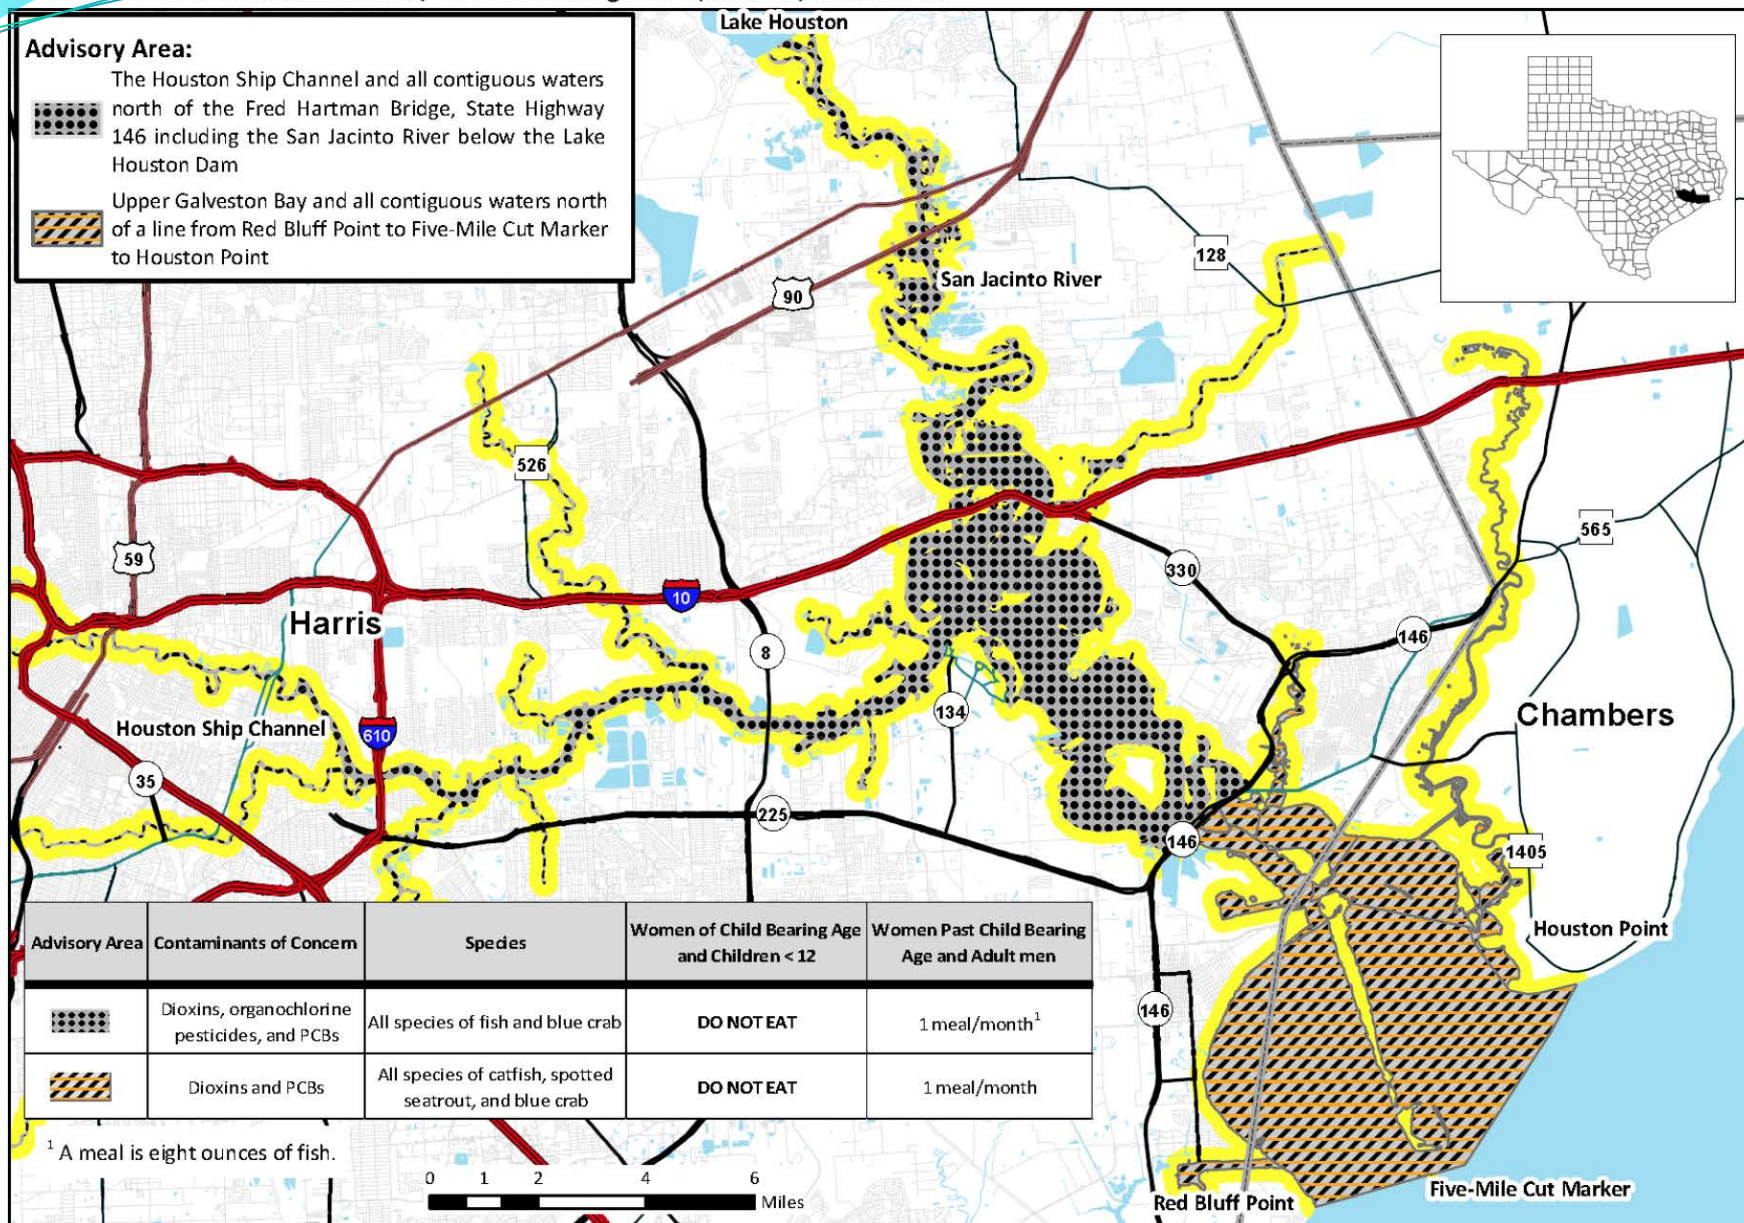 Lake Houston
Advisory Area:
The Houston Ship Channel and all contiguous waters
north of the Fred Hartman Bridge, State Highway
146 including the San Jacinto River below the Lake
Houston Dam
Upper Galveston Bay and all contiguous waters north
of a line from Red Bluff Point to Five-Mile Cut Marker
to Houston Point
128
San Jacinto River
90
526
565
59
330
10
Harris
146
8
134
Chambers
Houston Ship Channel
610
35
225
146
1405
Houston Point
Advisory Area
Contaminants of Concern
Species
Women of Child Bearing Age
and Children < 12
Women Past Child Bearing
Age and Adult men
Dioxins, organochlorine
pesticides, and PCBs
All species of fish and blue crab
DO NOT EAT
1 meal/month¹
146
Dioxins and PCBs
All species of catfish, spotted
seatrout, and blue crab
DO NOT EAT
1 meal/month
¹ A meal is eight ounces of fish.
0 1 2 4 6
Miles
Five-Mile Cut Marker
Red Bluff Point